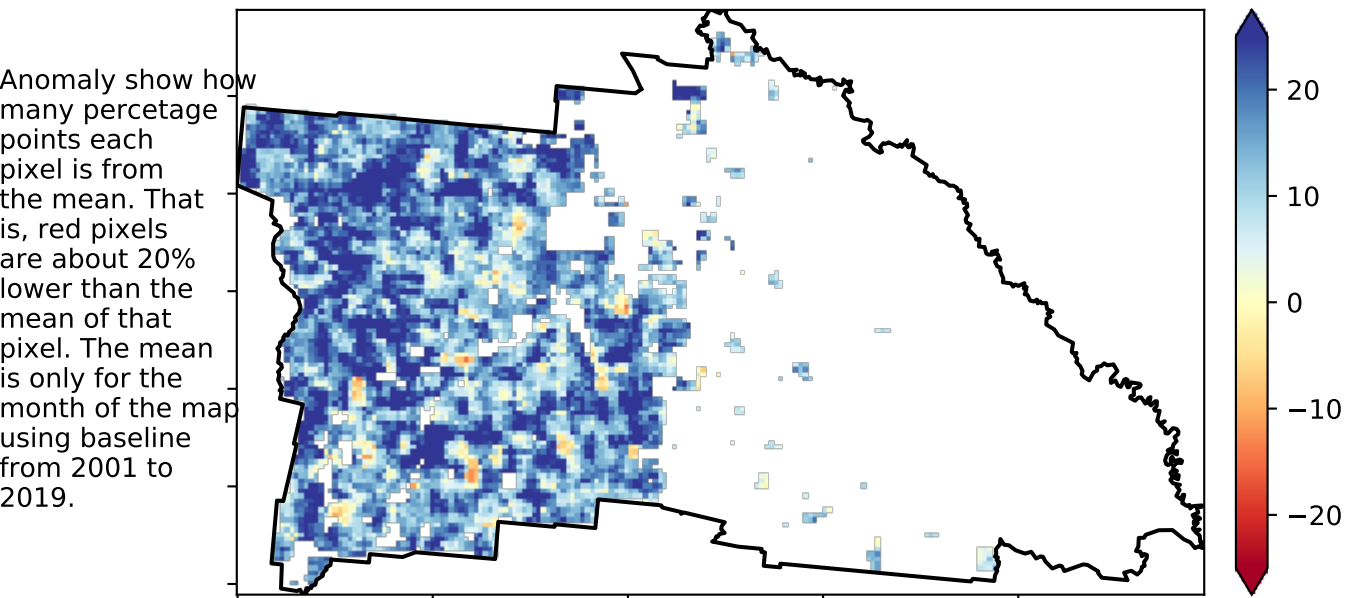 Anomaly show how
many percetage
points each
pixel is from
the mean. That
is, red pixels
are about 20%
lower than the
mean of that
pixel. The mean
is only for the
month of the map
using baseline
from 2001 to
2019.
20
10
0
−10
−20